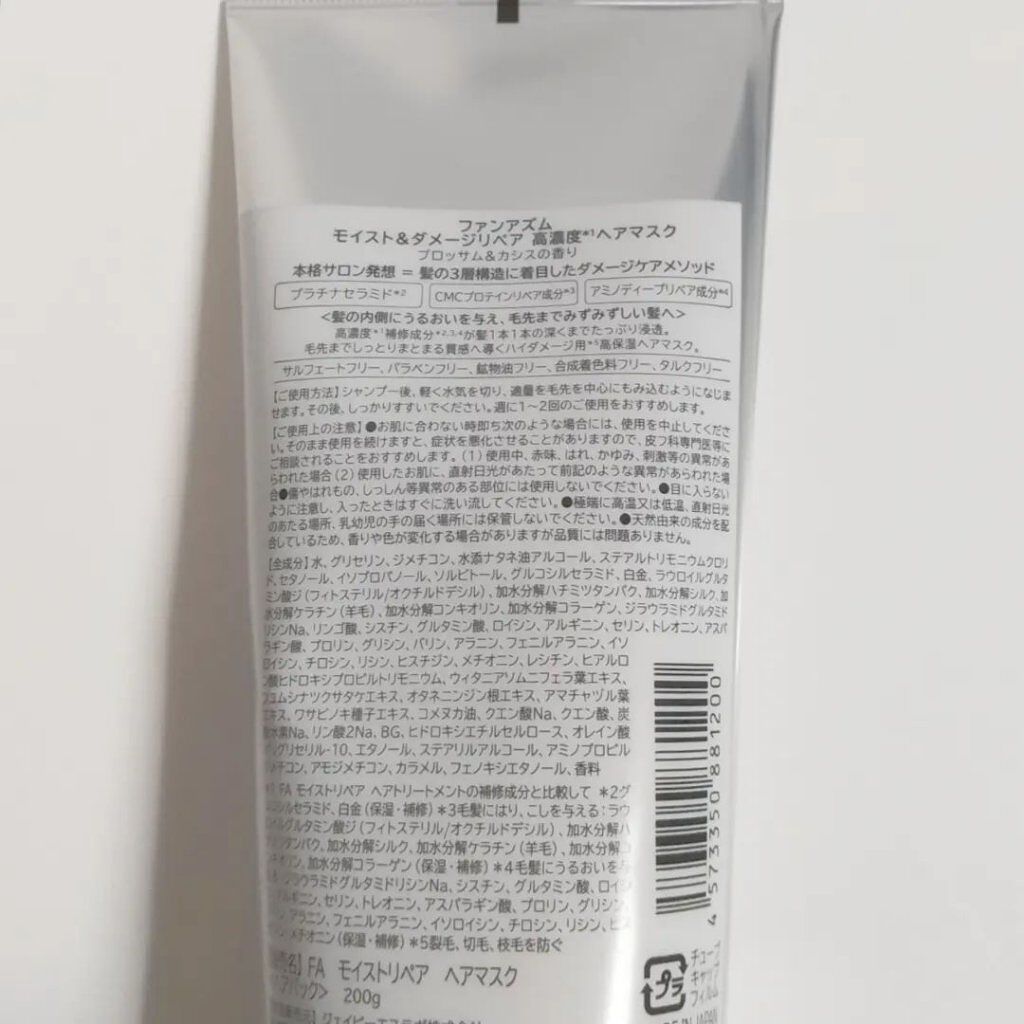 ファンアズム
モイスト&ダメージリペア 高濃度*1ヘアマスク
ブロッサム&カシスの香り
本格サロン発想 = 髪の3層構造に着目したダメージケアメソッド
プラチナセラミド*2 CMCプロテインリペア成分*3 アミノディープリペア成分*4
<髪の内側にうるおいを与え、毛先までみずみずしい髪へ>
高濃度*1補修成分*2,3,4が髪1本1本の深くまでたっぷり浸透。
毛先までしっとりまとまる質感へ導くハイダメージ用*5高保湿ヘアマスク。
サルフェートフリー、パラベンフリー、鉱物油フリー、合成着色料フリー、タルクフリー
【ご使用方法】シャンプー後、軽く水気を切り、適量を毛先を中心にもみ込むようになじま
せます。その後、しっかりすすいでください。週に1〜2回のご使用をおすすめします。
【ご使用上の注意】●お肌に合わない時即ち次のような場合には、使用を中止してくださ
い。そのまま使用を続けますと、症状を悪化させることがありますので、皮フ科専門医等に
ご相談されることをおすすめします。(1)使用中、赤味、はれ、かゆみ、刺激等の異常があ
らわれた場合(2)使用したお肌に、直射日光があたって前記のような異常があらわれた場
合●傷やはれもの、しっしん等異常のある部位には使用しないでください。●目に入らない
ように注意し、入ったときはすぐに洗い流してください。●極端に高温又は低温、直射日光
のあたる場所、乳幼児の手の届く場所には保管しないでください。●天然由来の成分を配
合しているため、香りや色が変化する場合がありますが品質には問題ありません。
【全成分】水、グリセリン、ジメチコン、水添ナタネ油アルコール、ステアルトリモニウムクロリ
ド、セタノール、イソプロパノール、ソルビトール、グルコシルセラミド、白金、ラウロイルグルタ
ミン酸ジ(フィトステリル/オクチルドデシル)、加水分解ハチミツタンパク、加水分解シルク、加
水分解ケラチン(羊毛)、加水分解コンキオリン、加水分解コラーゲン、ジラウラミドグルタミド
リシンNa、リンゴ酸、シスチン、グルタミン酸、ロイシン、アルギニン、セリン、トレオニン、アスパ
ラギン酸、プロリン、グリシン、バリン、アラニン、フェニルアラニン、イソ
ロイシン、チロシン、リシン、ヒスチジン、メチオニン、レシチン、ヒアルロ
ン酸ヒドロキシプロピルトリモニウム、ウィタニアソムニフェラ葉エキス、
フユムシナツクサタケエキス、オタネニンジン根エキス、アマチャヅル葉
エキス、ワサビノキ種子エキス、コメヌカ油、クエン酸Na、クエン酸、炭
酸水素Na、リン酸2Na、BG、ヒドロキシエチルセルロース、オレイン酸
ポリグリセリル-10、エタノール、ステアリルアルコール、アミノプロピル
ジメチコン、アモジメチコン、カラメル、フェノキシエタノール、香料
*1 FA モイストリペア ヘアトリートメントの補修成分と比較して *2グ
ルコシルセラミド、白金(保湿・補修) *3毛髪にはり、こしを与える:ラウ
ロイルグルタミン酸ジ(フィトステリル/オクチルドデシル)、加水分解ハ
チミツタンパク、加水分解シルク、加水分解ケラチン(羊毛)、加水分解コ
ンキオリン、加水分解コラーゲン(保湿・補修) *4毛髪にうるおいを与
える:ジラウラミドグルタミドリシンNa、シスチン、グルタミン酸、ロイシ
ン、アルギニン、セリン、トレオニン、アスパラギン酸、プロリン、グリシン、
バリン、アラニン、フェニルアラニン、イソロイシン、チロシン、リシン、ヒス
チジン、メチオニン(保湿・補修) *5裂毛、切毛、枝毛を防ぐ
FA モイストリペア ヘアマスク
<ヘアパック> 200g
4 573350 881200
プラ
チューブ
キャップ
フィルム
MADE IN JAPAN